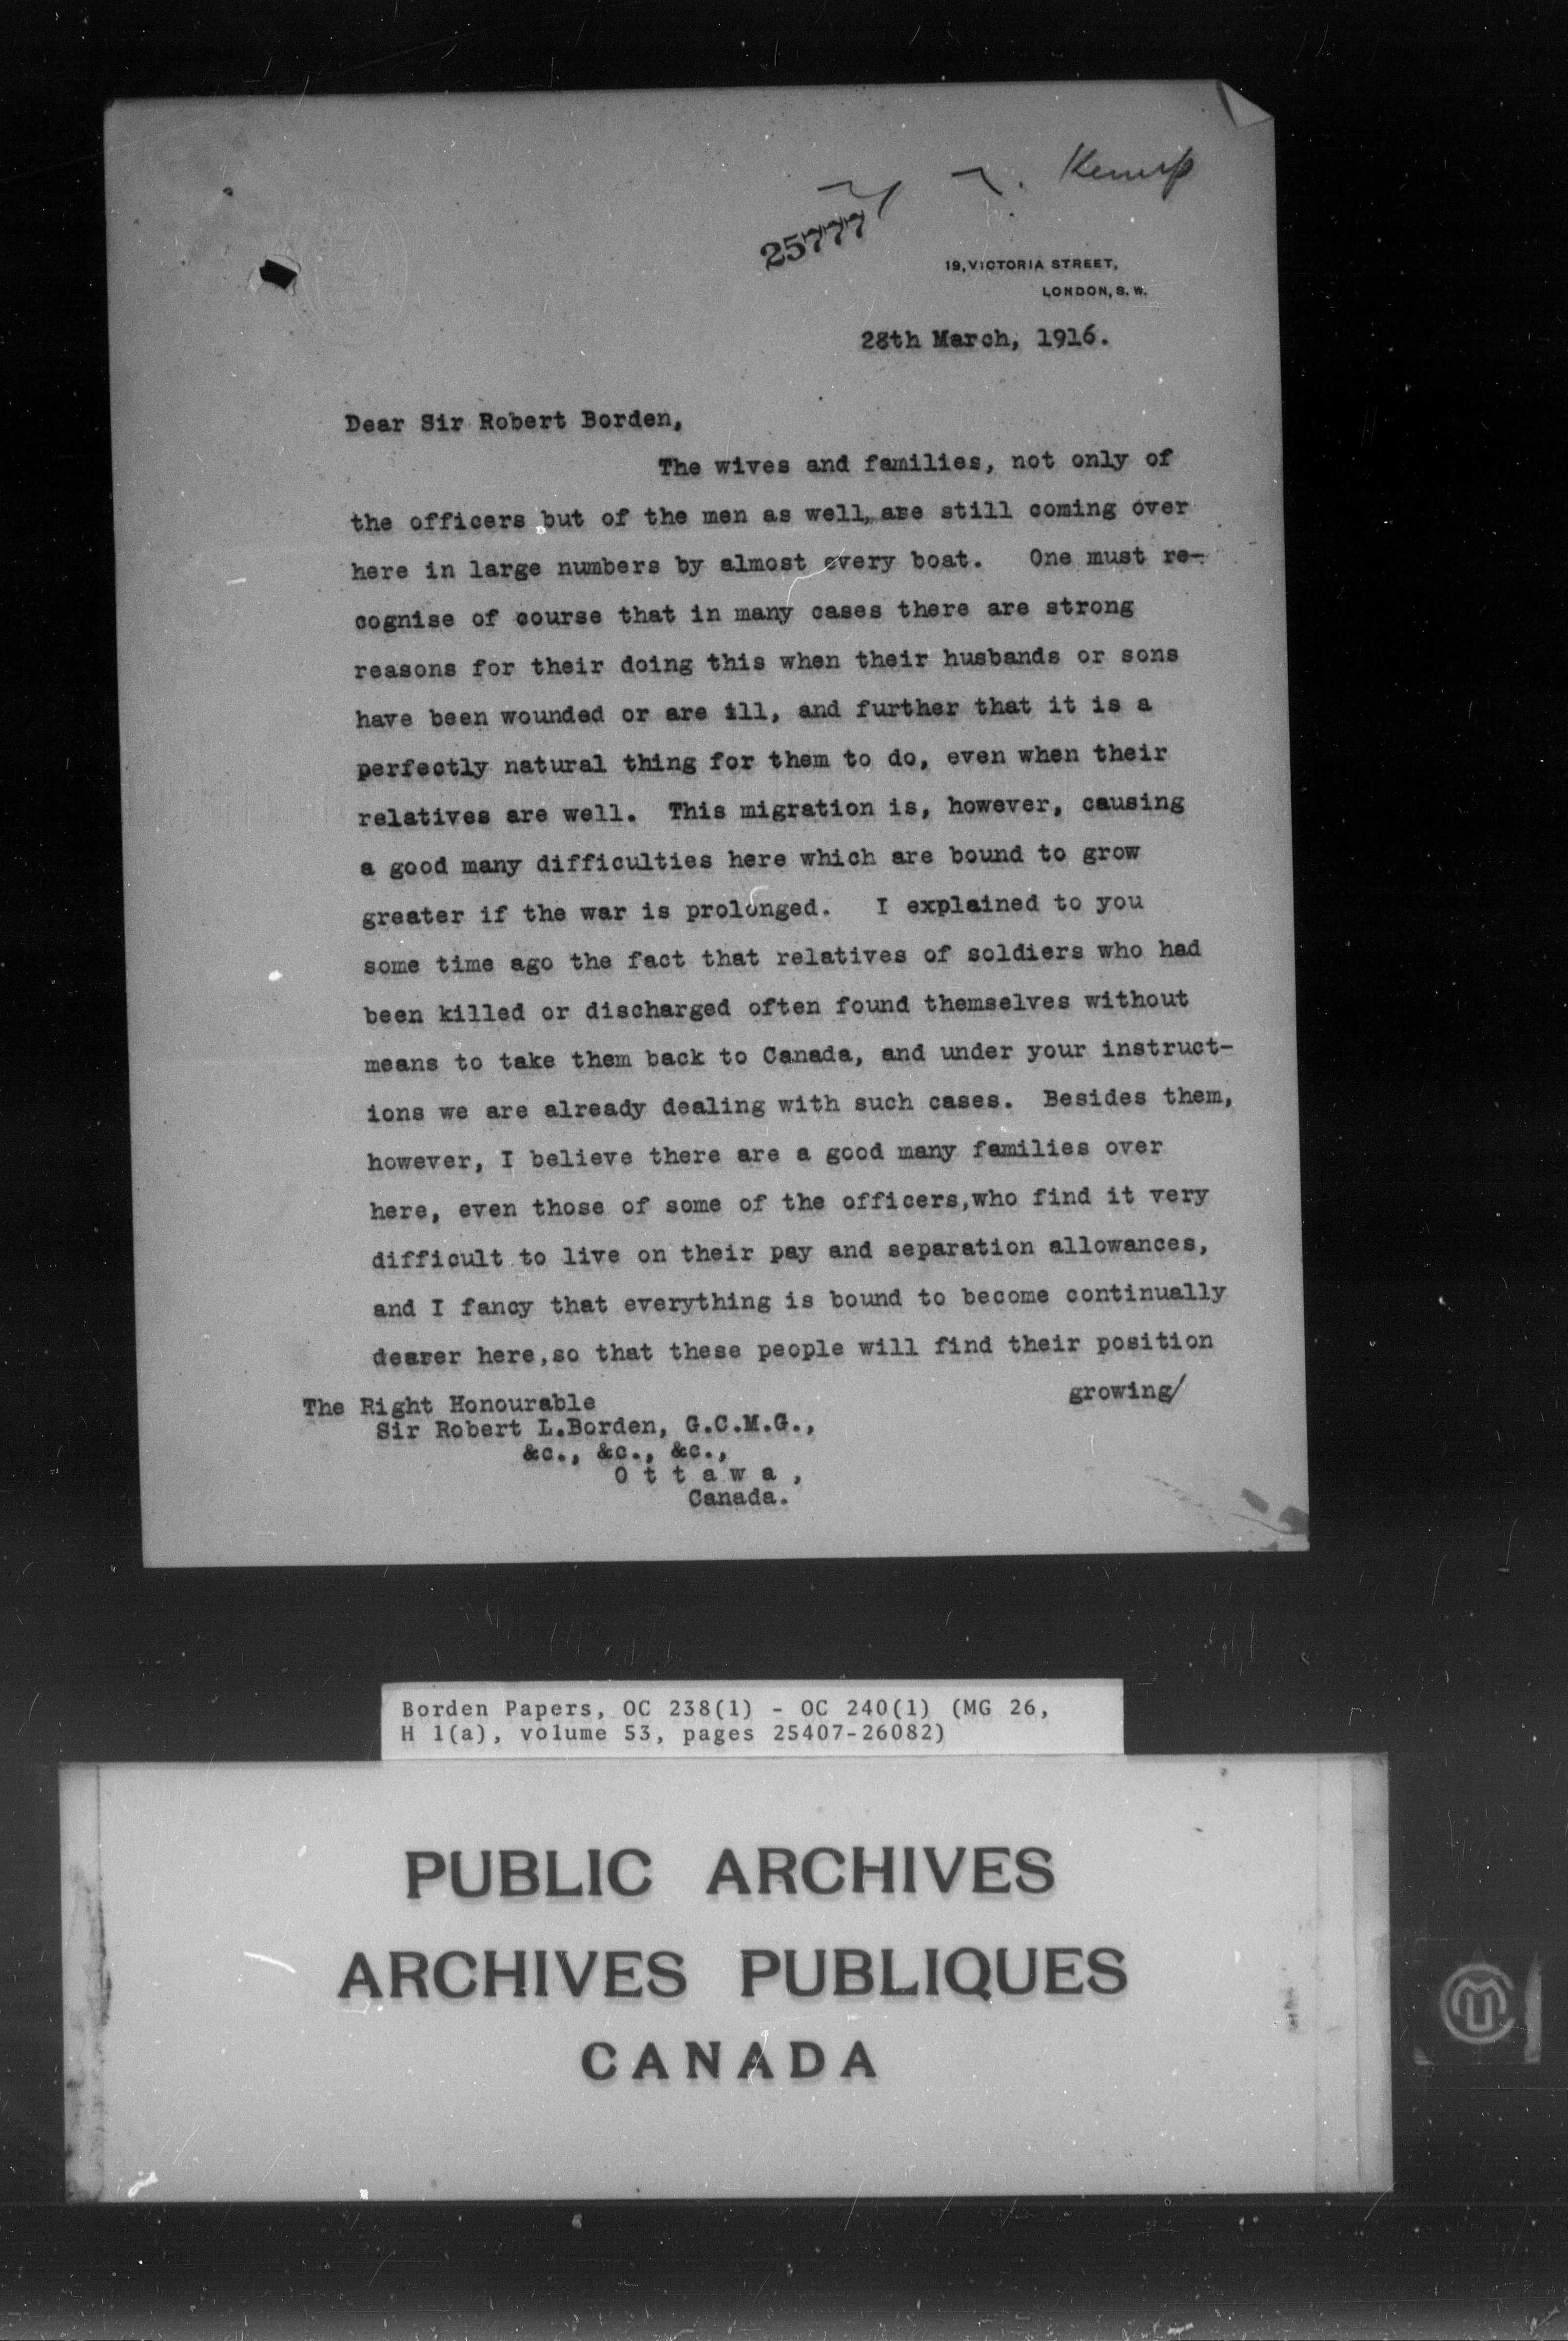 Kemp
25777
19, VICTORIA STREET,
LONDON, S. W.
28th March, 1916.
Dear Sir Robert Borden,
The wives and families, not only of
the officers but of the men as well, are still coming over
here in large numbers by almost every boat. One must re-
cognise of course that in many cases there are strong
reasons for their doing this when their husbands or sons
have been wounded or are ill, and further that it is a
perfectly natural thing for them to do, even when their
relatives are well. This migration is, however, causing
a good many difficulties here which are bound to grow
greater if the war is prolonged. I explained to you
some time ago the fact that relatives of soldiers who had
been killed or discharged often found themselves without
means to take them back to Canada, and under your instruct-
ions we are already dealing with such cases. Besides them,
however, I believe there are a good many families over
here, even those of some of the officers,who find it very
difficult to live on their pay and separation allowances,
and I fancy that everything is bound to become continually
dearer here,so that these people will find their position
growing/
The Right Honourable
Sir Robert L.Borden, G.C.M.G.,
&c., &c., &c.,
O t t a w a ,
Canada.
Borden Papers, OC 238(1) - OC 240(1) (MG 26,
H 1(a), volume 53, pages 25407-26082)
PUBLIC ARCHIVES
ARCHIVES PUBLIQUES
CANADA